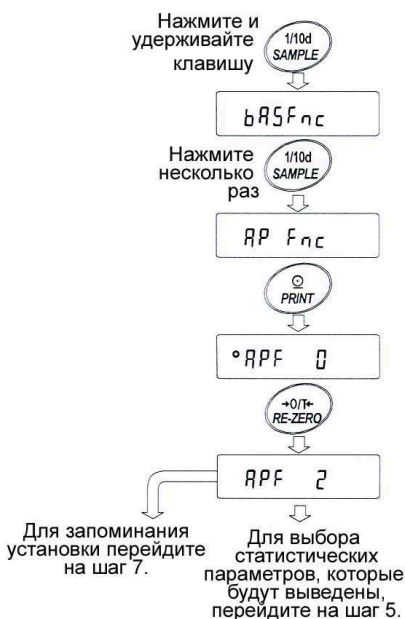 Нажмите и
удерживайте
клавишу
1/10d
SAMPLE
bASFnc
Нажмите
несколько
раз
1/10d
SAMPLE
AP Fnc
PRINT
APF 0
→0/T←
RE-ZERO
APF 2
Для запоминания
установки перейдите
на шаг 7.
Для выбора
статистических
параметров, которые
будут выведены,
перейдите на шаг 5.